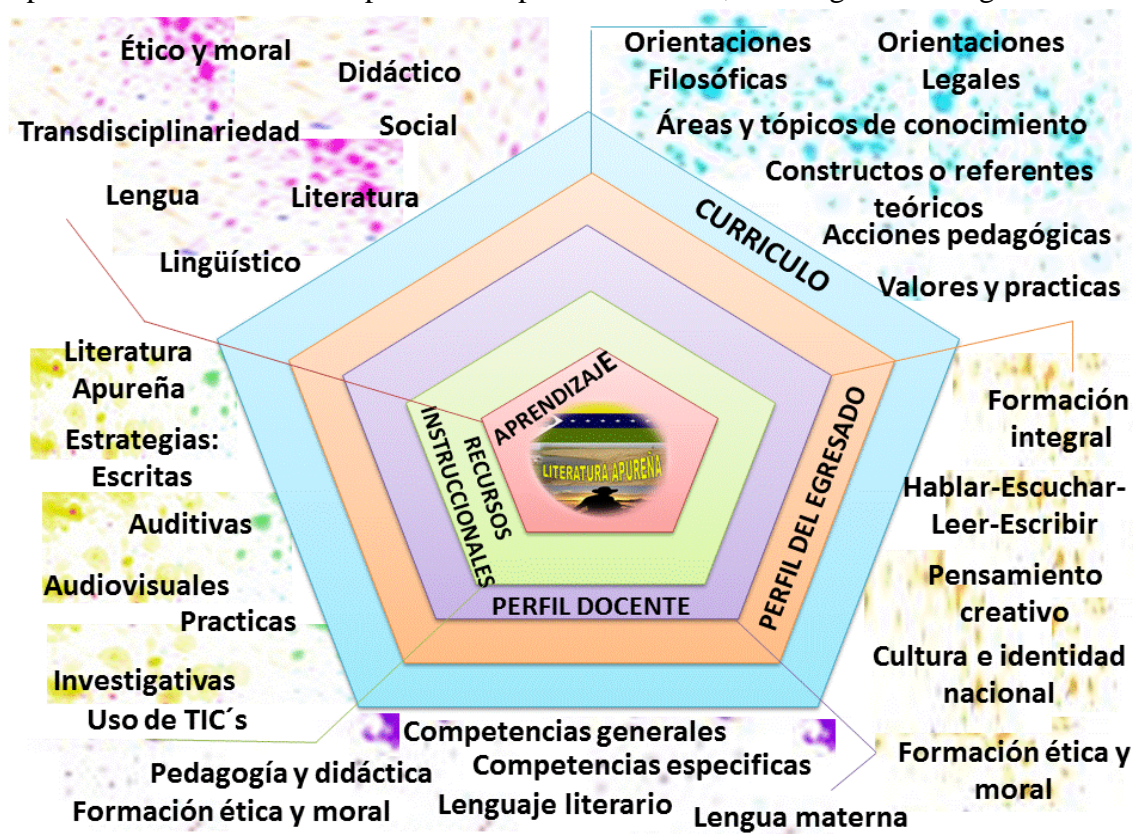 Ético y moral
Didáctico
Transdisciplinariedad
Social
Lengua
Literatura
Lingüístico
Orientaciones
Filosóficas
Orientaciones
Legales
Áreas y tópicos de conocimiento
Constructos o referentes
teóricos
Acciones pedagógicas
Valores y practicas
CURRICULO
PERFIL DEL EGRESADO
PERFIL DOCENTE
RECURSOS
INSTRUCCIONALES
APRENDIZAJE
LITERATURA APUREÑA
Literatura
Apureña
Estrategias:
Escritas
Auditivas
Audiovisuales
Practicas
Investigativas
Uso de TIC´s
Formación
integral
Hablar-Escuchar-
Leer-Escribir
Pensamiento
creativo
Cultura e identidad
nacional
Formación ética y
moral
Competencias generales
Pedagogía y didáctica
Competencias especificas
Formación ética y moral
Lenguaje literario
Lengua materna